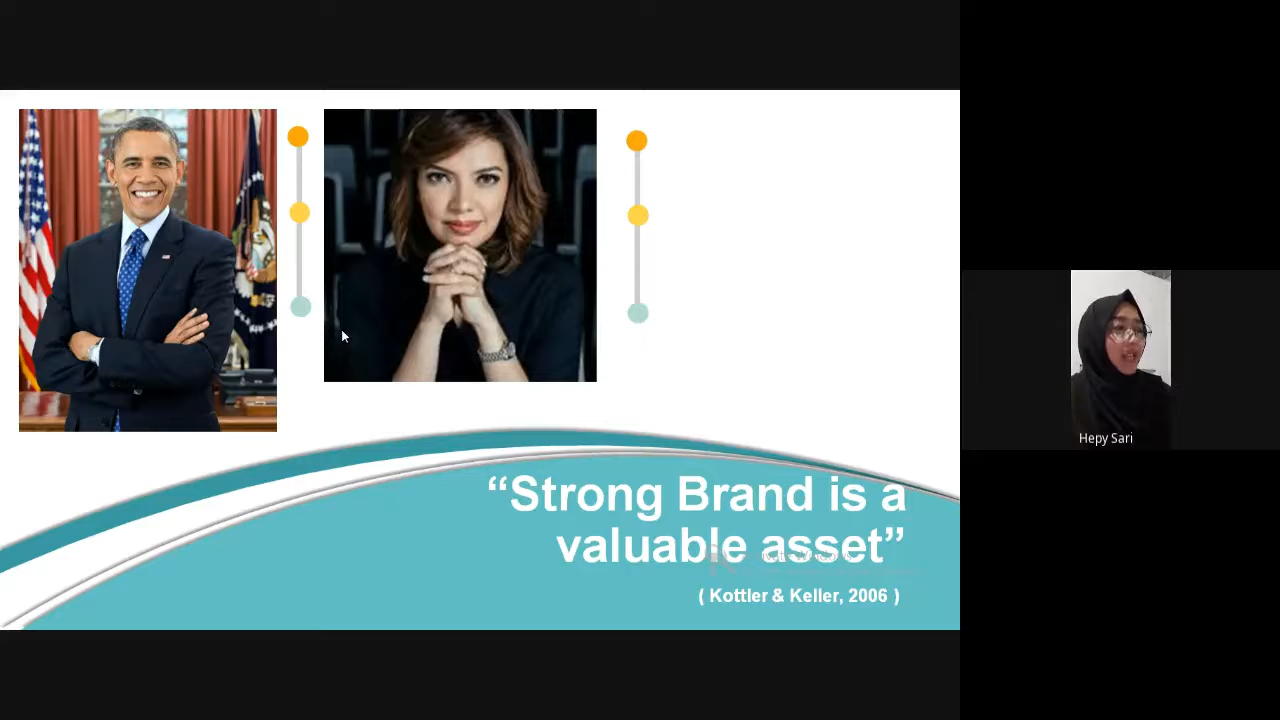 “Strong Brand is a
valuable asset”
( Kottler & Keller, 2006 )
Hepy Sari